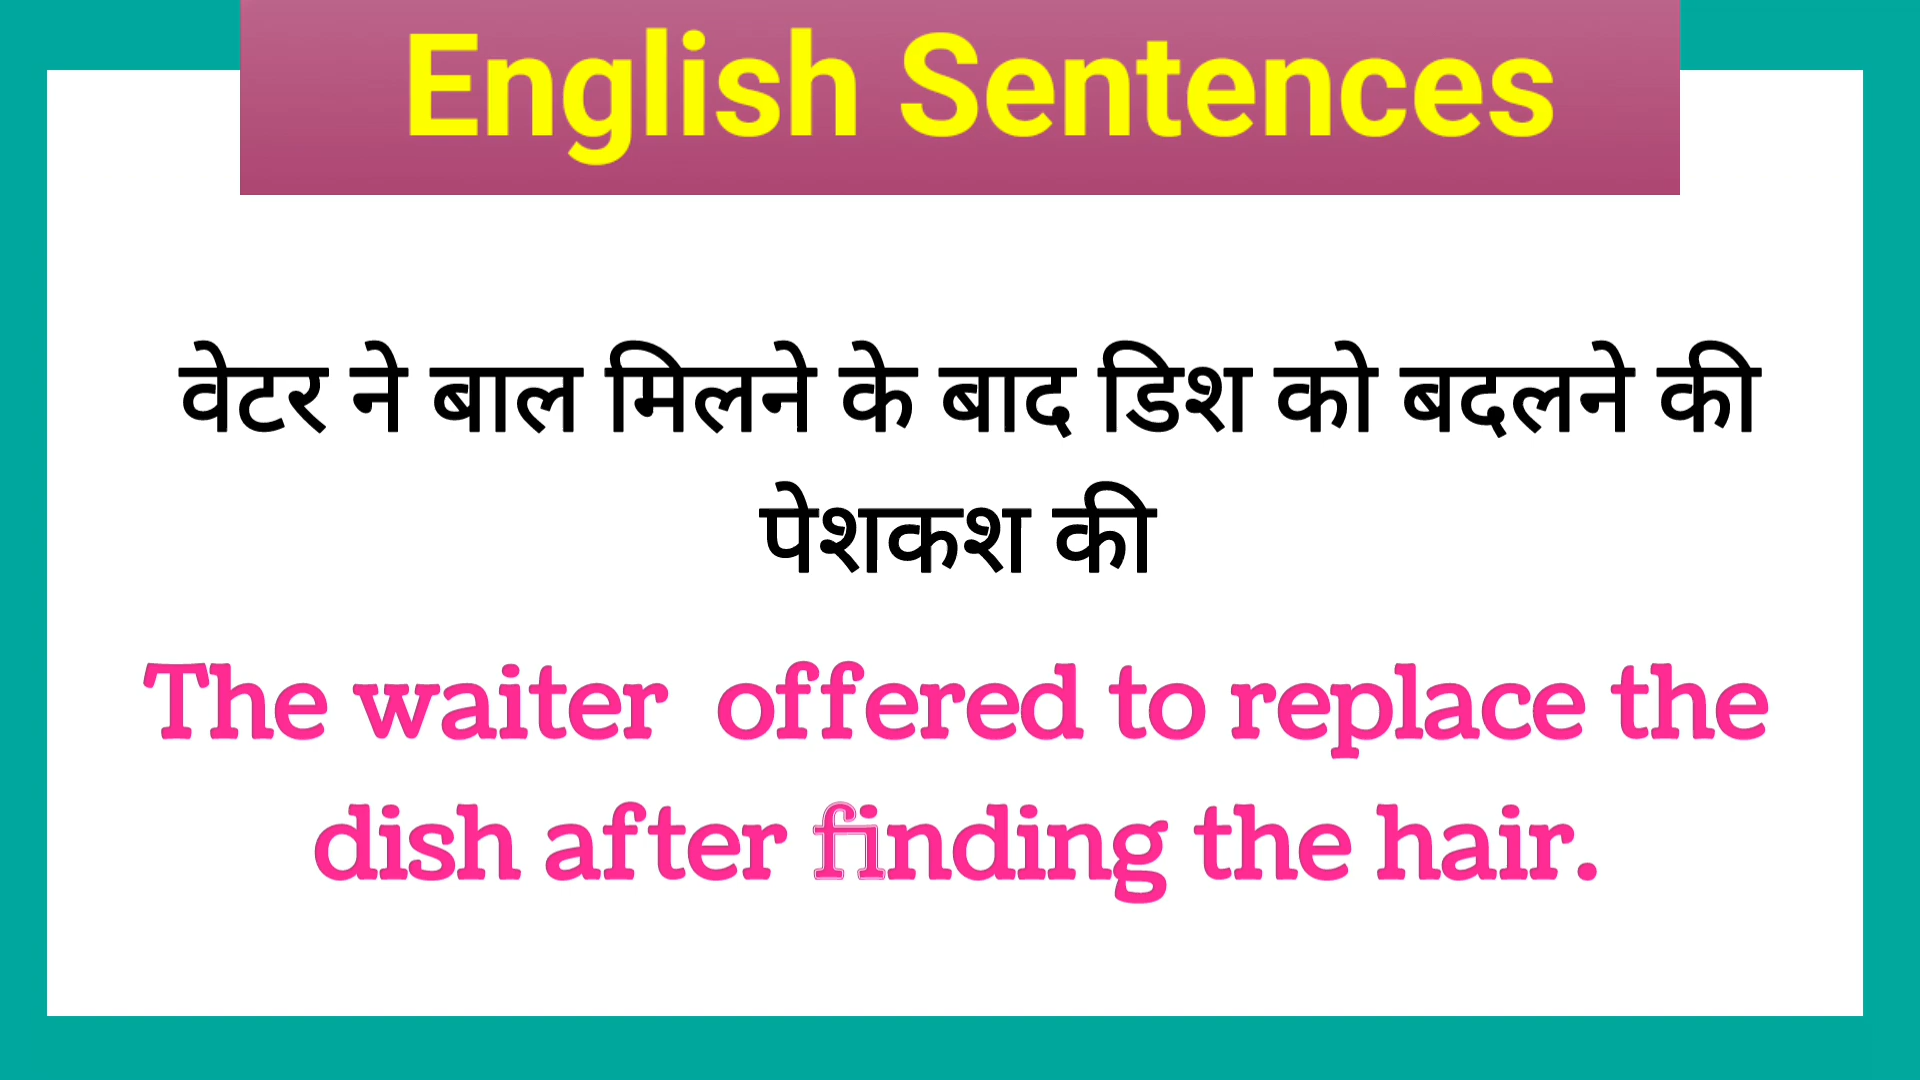 English Sentences
वेटर ने बाल मिलने के बाद डिश को बदलने की
पेशकश की
The waiter  offered to replace the
dish after finding the hair.